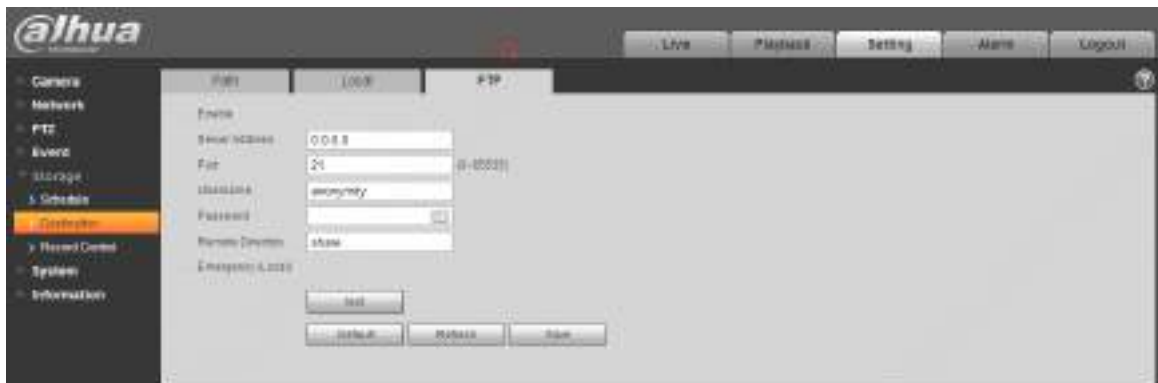 alhua
Live Playback Setting Alarm Logout
Path Local FTP
Camera
Network
PTZ
Event
Storage
Schedule
Destination
Record Control
System
Information
Enable
Server Address 0.0.0.0
Port 21 (0~65535)
Username anonymity
Password
Remote Directory share
Emergency (Local)
test
Default Refresh Save